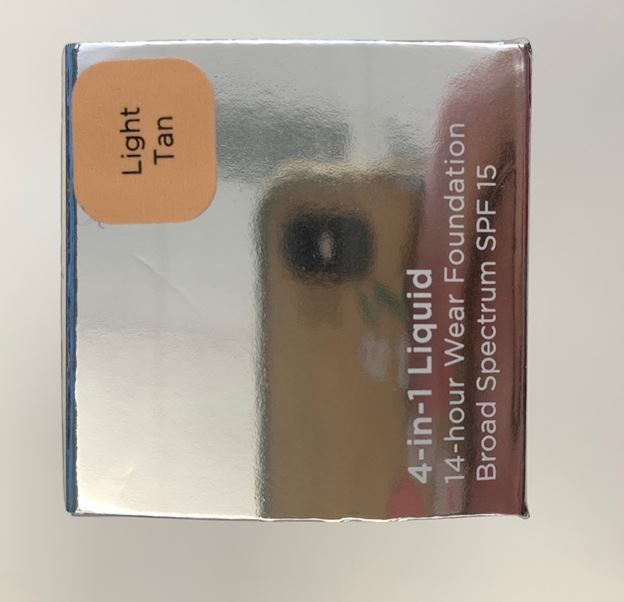 Light
Tan
4-in-1 Liquid
14-hour Wear Foundation
Broad Spectrum SPF 15